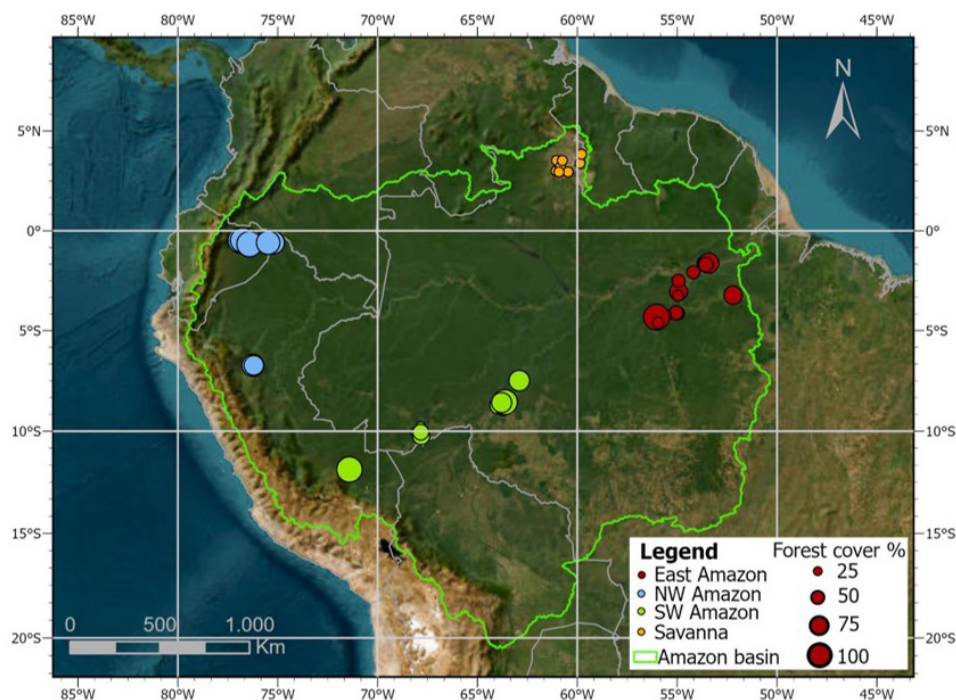 85°W 80°W 75°W 70°W 65°W 60°W 55°W 50°W 45°W
N
5°N 5°N
0° 0°
5°S 5°S
10°S 10°S
15°S 15°S
20°S 20°S
Legend
East Amazon
NW Amazon
SW Amazon
Savanna
Amazon basin
Forest cover %
25
50
75
100
0 500 1.000
Km
85°W 80°W 75°W 70°W 65°W 60°W 55°W 50°W 45°W